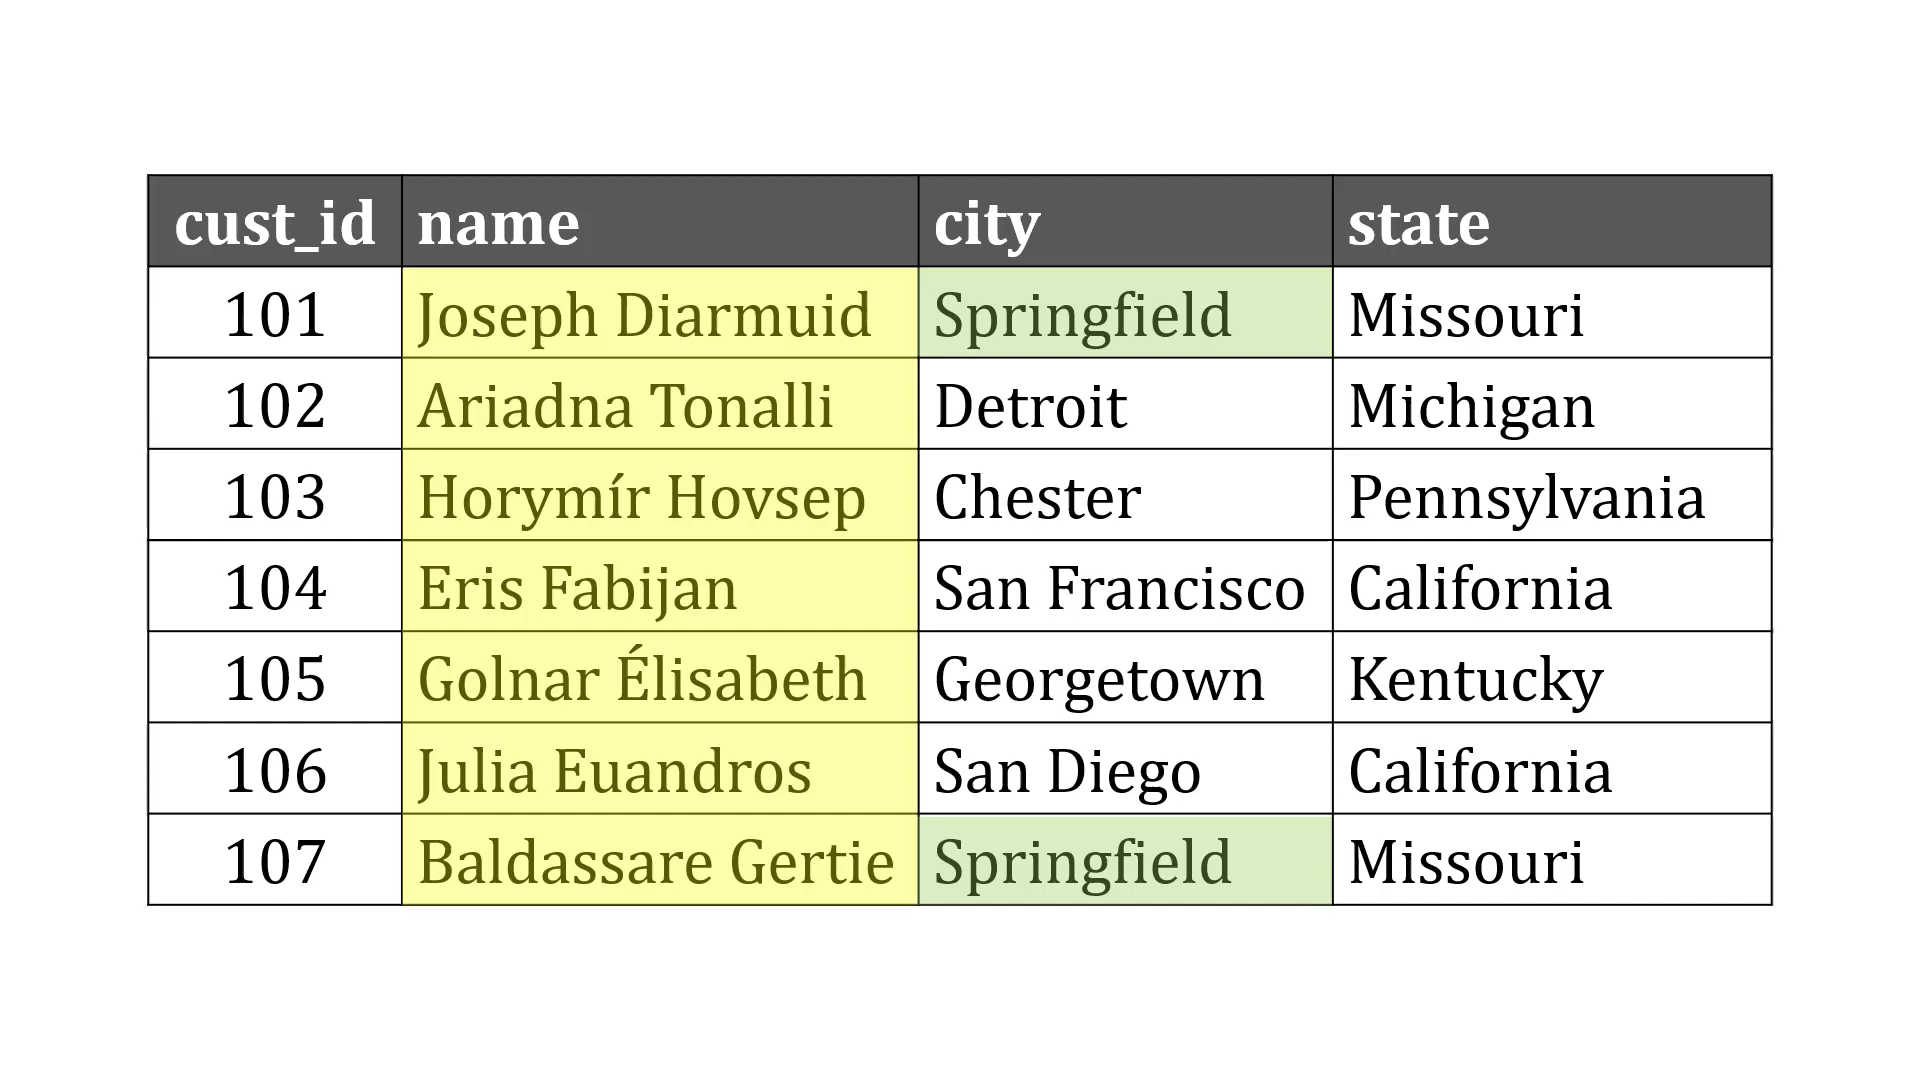 cust_id name city state
101 Joseph Diarmuid Springfield Missouri
102 Ariadna Tonalli Detroit Michigan
103 Horymír Hovsep Chester Pennsylvania
104 Eris Fabijan San Francisco California
105 Golnar Élisabeth Georgetown Kentucky
106 Julia Euandros San Diego California
107 Baldassare Gertie Springfield Missouri